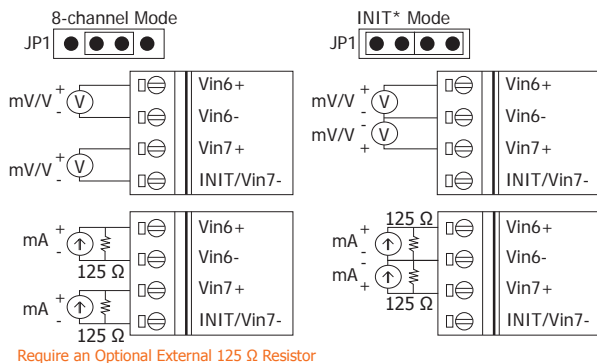 8-channel Mode
JP1
mV/V + - V
Vin6+
Vin6-
mV/V + - V
Vin7+
INIT/Vin7-
mA + -
125 Ω
Vin6+
Vin6-
mA + -
125 Ω
Vin7+
INIT/Vin7-
Require an Optional External 125 Ω Resistor
INIT* Mode
JP1
mV/V + - V
mV/V - + V
Vin6+
Vin6-
Vin7+
INIT/Vin7-
125 Ω
mA + -
mA - +
125 Ω
Vin6+
Vin6-
Vin7+
INIT/Vin7-